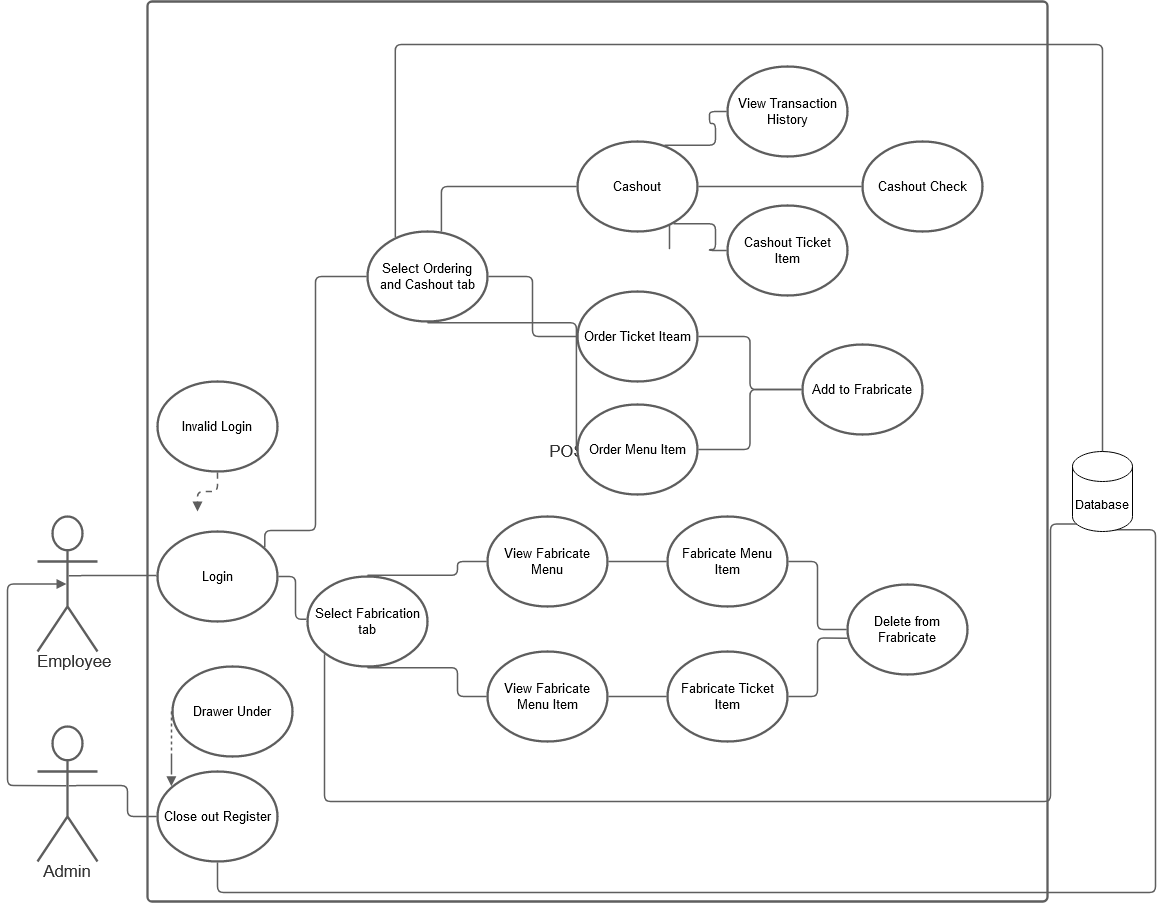 View Transaction
History
Cashout
Cashout Check
Cashout Ticket
Item
Select Ordering
and Cashout tab
Order Ticket Iteam
Add to Frabricate
Invalid Login
POS
Order Menu Item
Database
View Fabricate
Menu
Fabricate Menu
Item
Login
Select Fabrication
tab
Delete from
Frabricate
Employee
View Fabricate
Menu Item
Fabricate Ticket
Item
Drawer Under
Close out Register
Admin